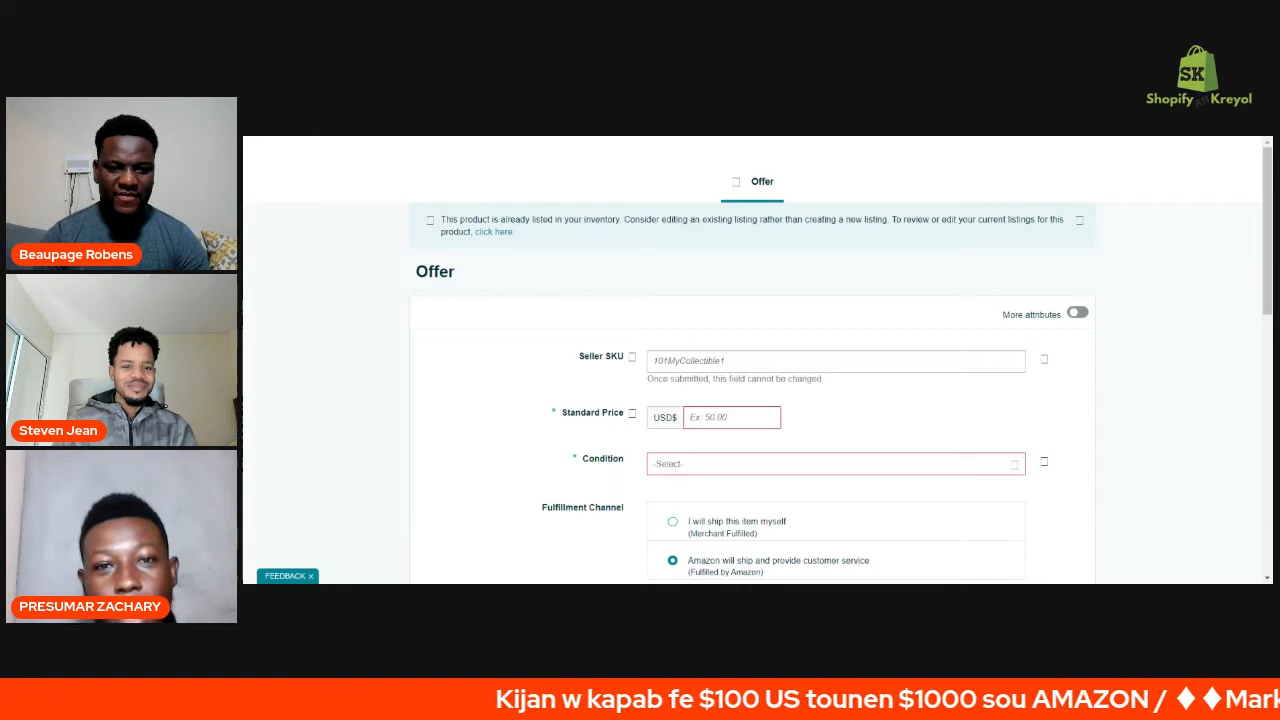 SK
Shopify AN Kreyol
Offer
This product is already listed in your inventory. Consider editing an existing listing rather than creating a new listing. To review or edit your current listings for this
product, click here.
Offer
More attributes
Seller SKU
101MyCollectible1
Once submitted, this field cannot be changed
* Standard Price
USD$
Ex: 50.00
* Condition
-Select-
Fulfillment Channel
I will ship this item myself
(Merchant Fulfilled)
Amazon will ship and provide customer service
(Fulfilled by Amazon)
FEEDBACK x
Beaupage Robens
Steven Jean
PRESUMAR ZACHARY
Kijan w kapab fe $100 US tounen $1000 sou AMAZON / ♦♦Mark